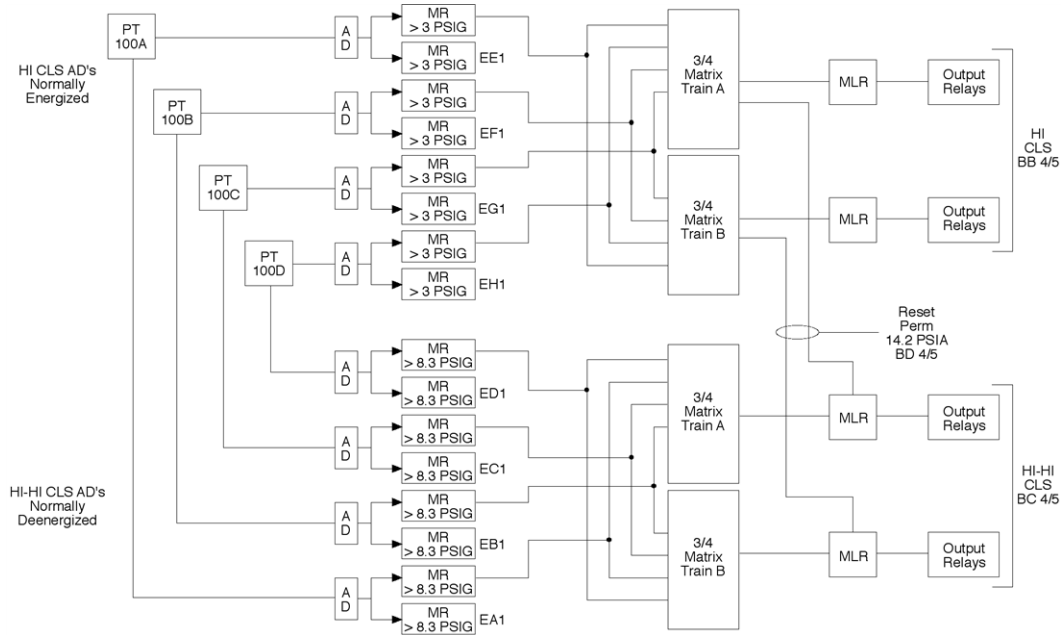 PT
100A
HI CLS AD's
Normally
Energized
PT
100B
PT
100C
PT
100D
HI-HI CLS AD's
Normally
Deenergized
A
D
MR
> 3 PSIG
MR
> 3 PSIG
EE1
A
D
MR
> 3 PSIG
MR
> 3 PSIG
EF1
A
D
MR
> 3 PSIG
MR
> 3 PSIG
EG1
A
D
MR
> 3 PSIG
MR
> 3 PSIG
EH1
A
D
MR
> 8.3 PSIG
MR
> 8.3 PSIG
ED1
A
D
MR
> 8.3 PSIG
MR
> 8.3 PSIG
EC1
A
D
MR
> 8.3 PSIG
MR
> 8.3 PSIG
EB1
A
D
MR
> 8.3 PSIG
MR
> 8.3 PSIG
EA1
3/4
Matrix
Train A
3/4
Matrix
Train B
MLR
Output
Relays
MLR
Output
Relays
HI
CLS
BB 4/5
Reset
Perm
14.2 PSIA
BD 4/5
3/4
Matrix
Train A
3/4
Matrix
Train B
MLR
Output
Relays
MLR
Output
Relays
HI-HI
CLS
BC 4/5